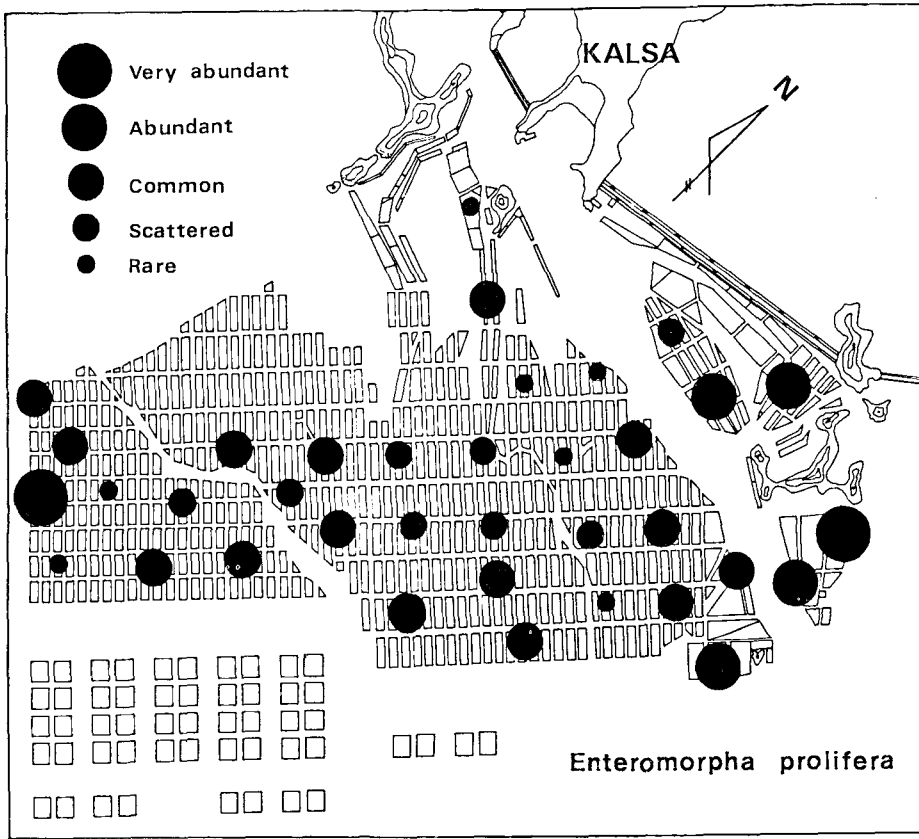 KALSA
Very abundant
N
Abundant
Common
Scattered
Rare
Enteromorpha prolifera